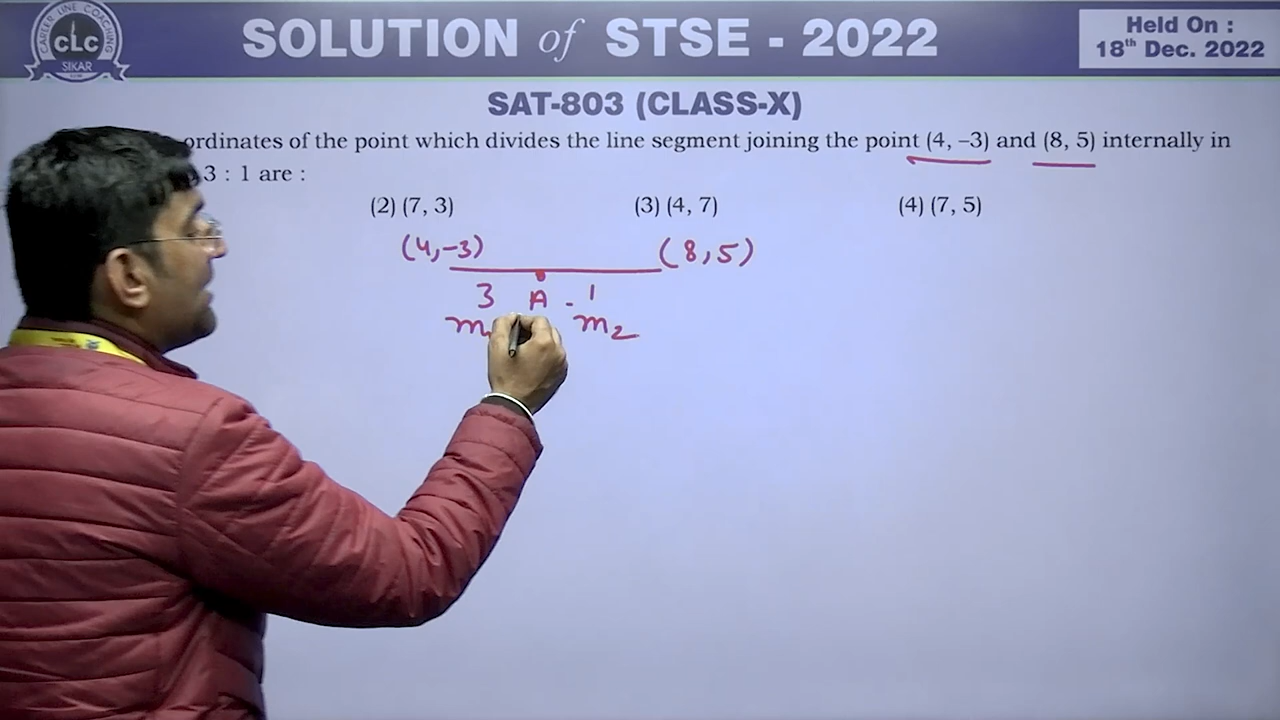 CAREER LINE COACHING
CLC
SIKAR
SOLUTION of STSE - 2022
Held On :
18th Dec. 2022
SAT-803 (CLASS-X)
ordinates of the point which divides the line segment joining the point (4, –3) and (8, 5) internally in
3 : 1 are :
(2) (7, 3) (3) (4, 7) (4) (7, 5)
(4,-3) (8,5)
3 A 1
m m2